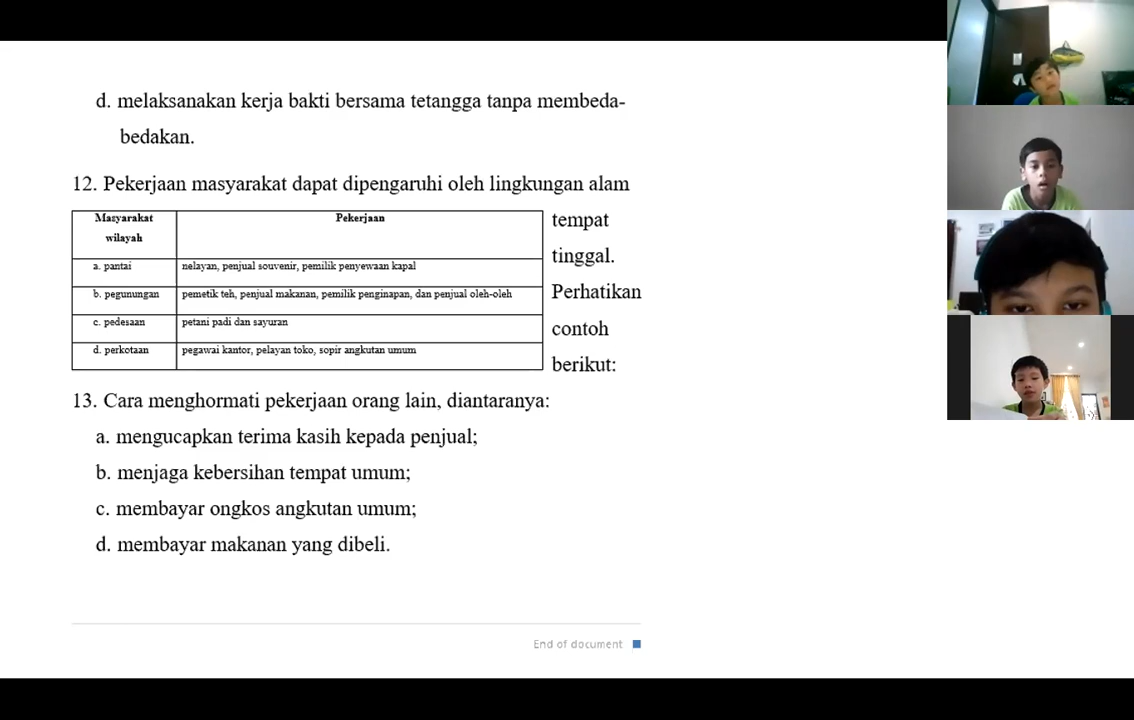 d. melaksanakan kerja bakti bersama tetangga tanpa membeda-
bedakan.
12. Pekerjaan masyarakat dapat dipengaruhi oleh lingkungan alam
tempat
tinggal.
Perhatikan
contoh
berikut:
Masyarakat
wilayah
Pekerjaan
a. pantai
nelayan, penjual souvenir, pemilik penyewaan kapal
b. pegunungan
pemetik teh, penjual makanan, pemilik penginapan, dan penjual oleh-oleh
c. pedesaan
petani padi dan sayuran
d. perkotaan
pegawai kantor, pelayan toko, sopir angkutan umum
13. Cara menghormati pekerjaan orang lain, diantaranya:
a. mengucapkan terima kasih kepada penjual;
b. menjaga kebersihan tempat umum;
c. membayar ongkos angkutan umum;
d. membayar makanan yang dibeli.
End of document